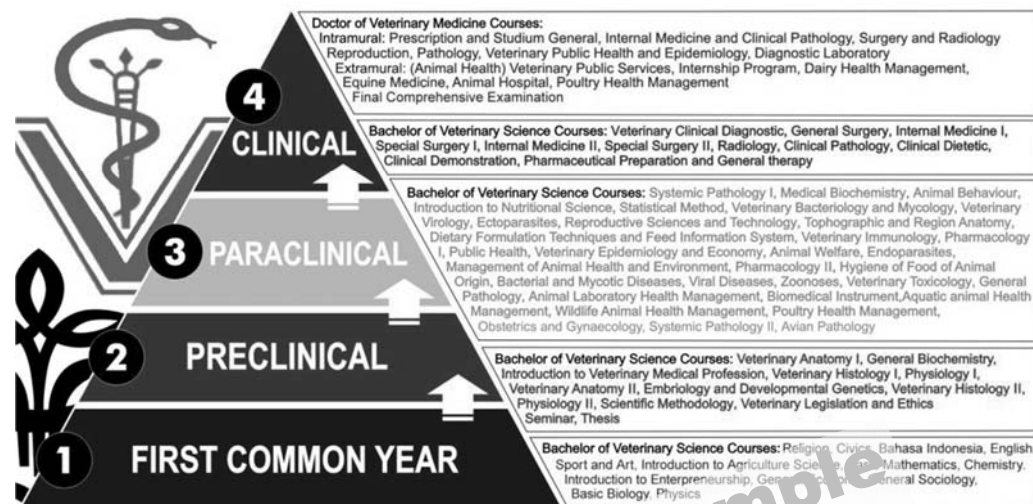 Doctor of Veterinary Medicine Courses:
Intramural: Prescription and Studium General, Internal Medicine and Clinical Pathology, Surgery and Radiology
Reproduction, Pathology, Veterinary Public Health and Epidemiology, Diagnostic Laboratory
Extramural: (Animal Health) Veterinary Public Services, Internship Program, Dairy Health Management,
Equine Medicine, Animal Hospital, Poultry Health Management
Final Comprehensive Examination
4
CLINICAL
Bachelor of Veterinary Science Courses: Veterinary Clinical Diagnostic, General Surgery, Internal Medicine I,
Special Surgery I, Internal Medicine II, Special Surgery II, Radiology, Clinical Pathology, Clinical Dietetic,
Clinical Demonstration, Pharmaceutical Preparation and General therapy
3
PARACLINICAL
Bachelor of Veterinary Science Courses: Systemic Pathology I, Medical Biochemistry, Animal Behaviour,
Introduction to Nutritional Science, Statistical Method, Veterinary Bacteriology and Mycology, Veterinary
Virology, Ectoparasites, Reproductive Sciences and Technology, Tophographic and Region Anatomy,
Dietary Formulation Techniques and Feed Information System, Veterinary Immunology, Pharmacology
I, Public Health, Veterinary Epidemiology and Economy, Animal Welfare, Endoparasites,
Management of Animal Health and Environment, Pharmacology II, Hygiene of Food of Animal
Origin, Bacterial and Mycotic Diseases, Viral Diseases, Zoonoses, Veterinary Toxicology, General
Pathology, Animal Laboratory Health Management, Biomedical Instrument,Aquatic animal Health
Management, Wildlife Animal Health Management, Poultry Health Management,
Obstetrics and Gynaecology, Systemic Pathology II, Avian Pathology
2
PRECLINICAL
Bachelor of Veterinary Science Courses: Veterinary Anatomy I, General Biochemistry,
Introduction to Veterinary Medical Profession, Veterinary Histology I, Physiology I,
Veterinary Anatomy II, Embriology and Developmental Genetics, Veterinary Histology II,
Physiology II, Scientific Methodology, Veterinary Legislation and Ethics
Seminar, Thesis
1
FIRST COMMON YEAR
Bachelor of Veterinary Science Courses: Religion, Civics, Bahasa Indonesia, English
Sport and Art, Introduction to Agriculture Mathematics, Chemistry.
Introduction to Enterpreneurship, General Sociology,
Basic Biology, Physics